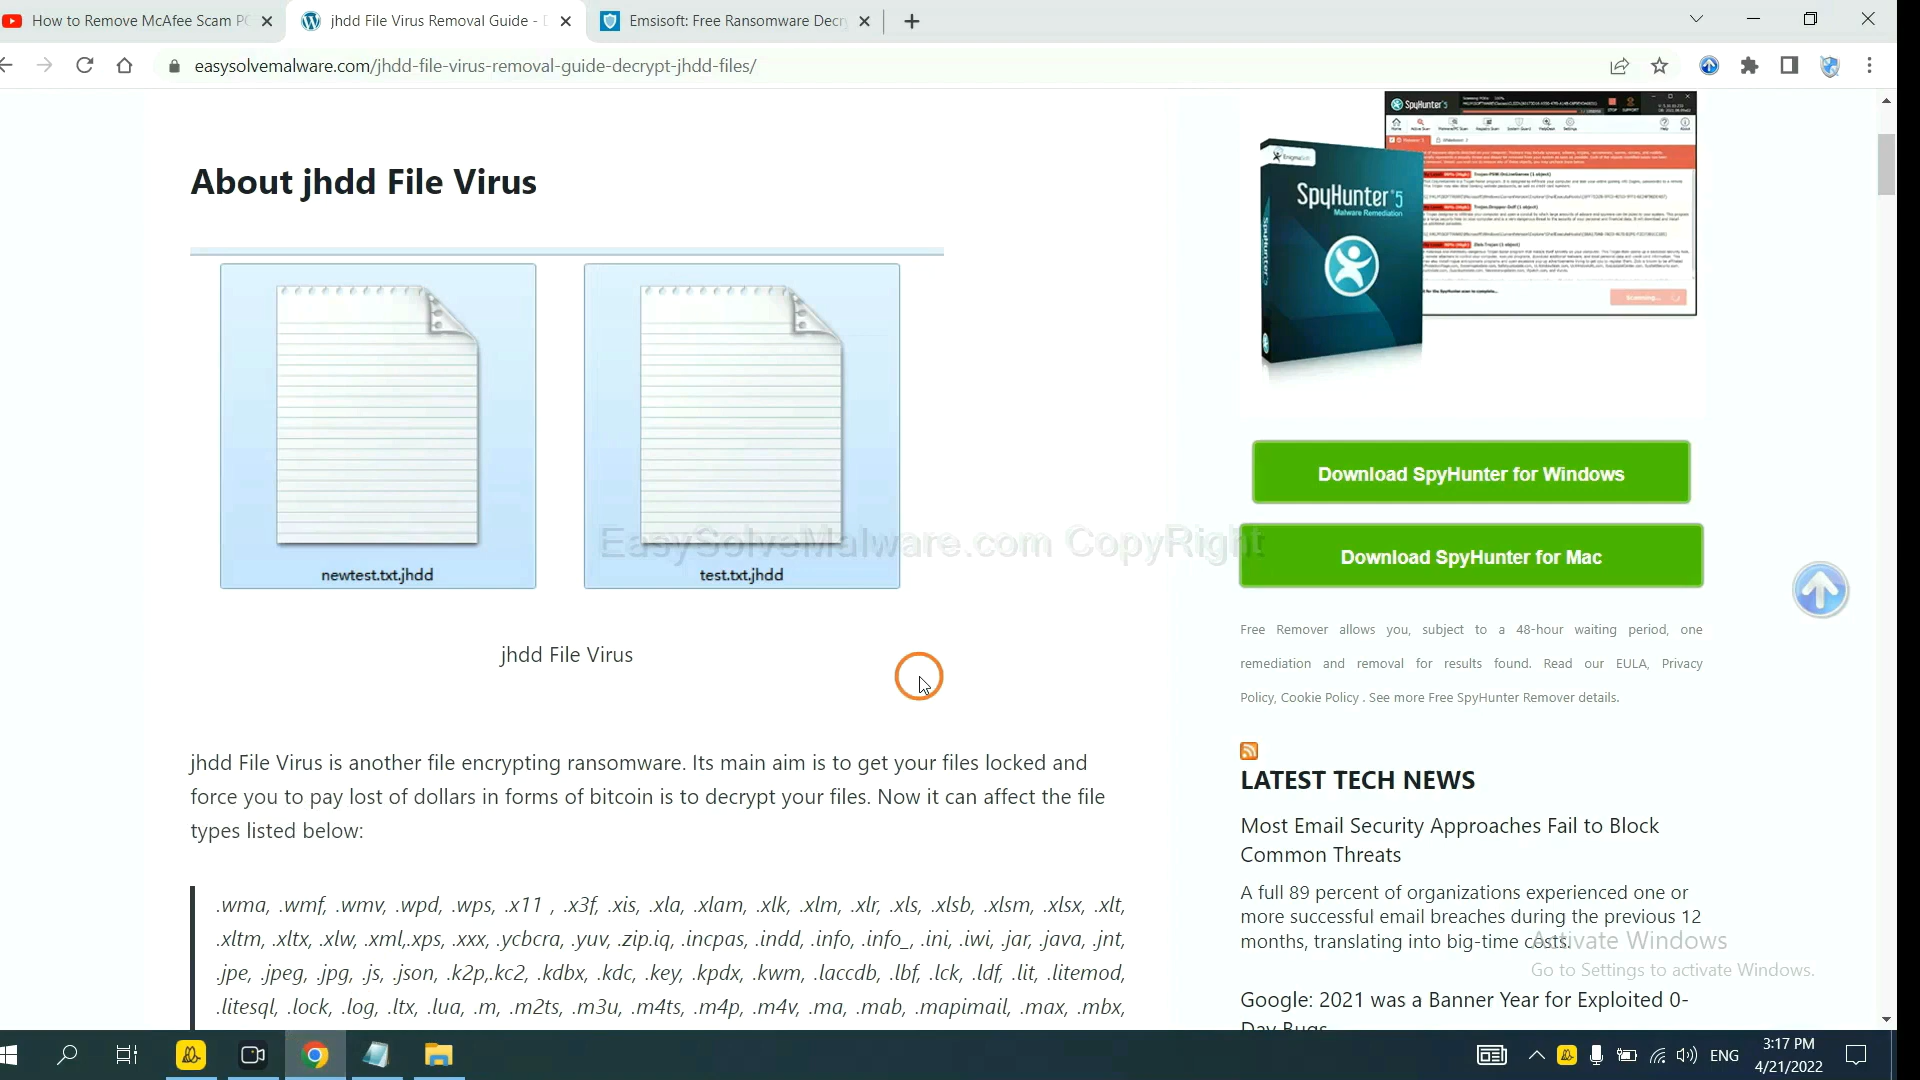 How to Remove McAfee Scam
jhdd File Virus Removal Guide -
Emsisoft: Free Ransomware Decr
easysolvemalware.com/jhdd-file-virus-removal-guide-decrypt-jhdd-files/
About jhdd File Virus
newtest.txt.jhdd
test.txt.jhdd
EasySolveMalware.com CopyRight
jhdd File Virus
jhdd File Virus is another file encrypting ransomware. Its main aim is to get your files locked and
force you to pay lost of dollars in forms of bitcoin is to decrypt your files. Now it can affect the file
types listed below:
.wma, .wmf, .wmv, .wpd, .wps, .x11 , .x3f, .xis, .xla, .xlam, .xlk, .xlm, .xlr, .xls, .xlsb, .xlsm, .xlsx, .xlt,
.xltm, .xltx, .xlw, .xml,.xps, .xxx, .ycbcra, .yuv, .zip.iq, .incpas, .indd, .info, .info_, .ini, .iwi, .jar, .java, .jnt,
.jpe, .jpeg, .jpg, .js, .json, .k2p,.kc2, .kdbx, .kdc, .key, .kpdx, .kwm, .laccdb, .lbf, .lck, .ldf, .lit, .litemod,
.litesql, .lock, .log, .ltx, .lua, .m, .m2ts, .m3u, .m4ts, .m4p, .m4v, .ma, .mab, .mapimail, .max, .mbx,
SpyHunter 5
EnigmaSoft
SpyHunter 5
Malware Remediation
Download SpyHunter for Windows
Download SpyHunter for Mac
Free Remover allows you, subject to a 48-hour waiting period, one
remediation and removal for results found. Read our EULA, Privacy
Policy, Cookie Policy . See more Free SpyHunter Remover details.
LATEST TECH NEWS
Most Email Security Approaches Fail to Block
Common Threats
A full 89 percent of organizations experienced one or
more successful email breaches during the previous 12
months, translating into big-time costs.
Activate Windows
Go to Settings to activate Windows.
Google: 2021 was a Banner Year for Exploited 0-
Day Bugs
ENG
3:17 PM
4/21/2022